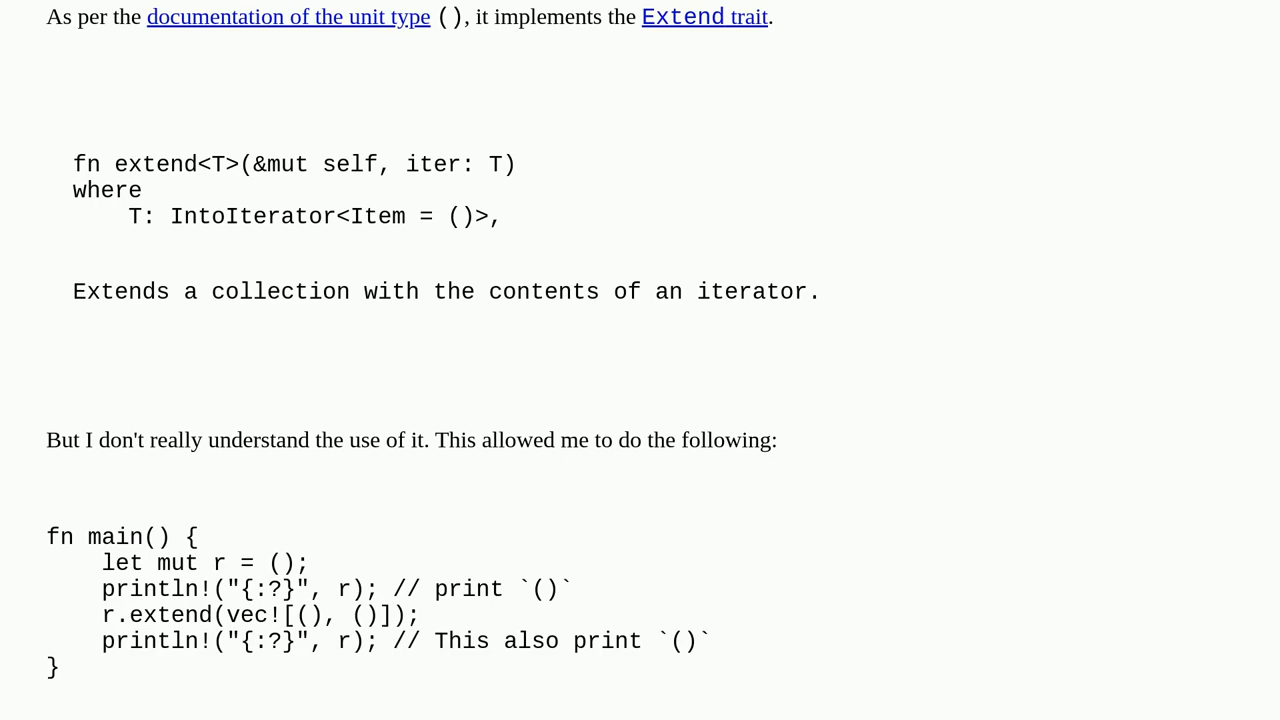 As per the documentation of the unit type (), it implements the Extend trait.
fn extend<T>(&mut self, iter: T)
where
    T: IntoIterator<Item = ()>,
Extends a collection with the contents of an iterator.
But I don't really understand the use of it. This allowed me to do the following:
fn main() {
    let mut r = ();
    println!("{:?}", r); // print `()`
    r.extend(vec![(), ()]);
    println!("{:?}", r); // This also print `()`
}